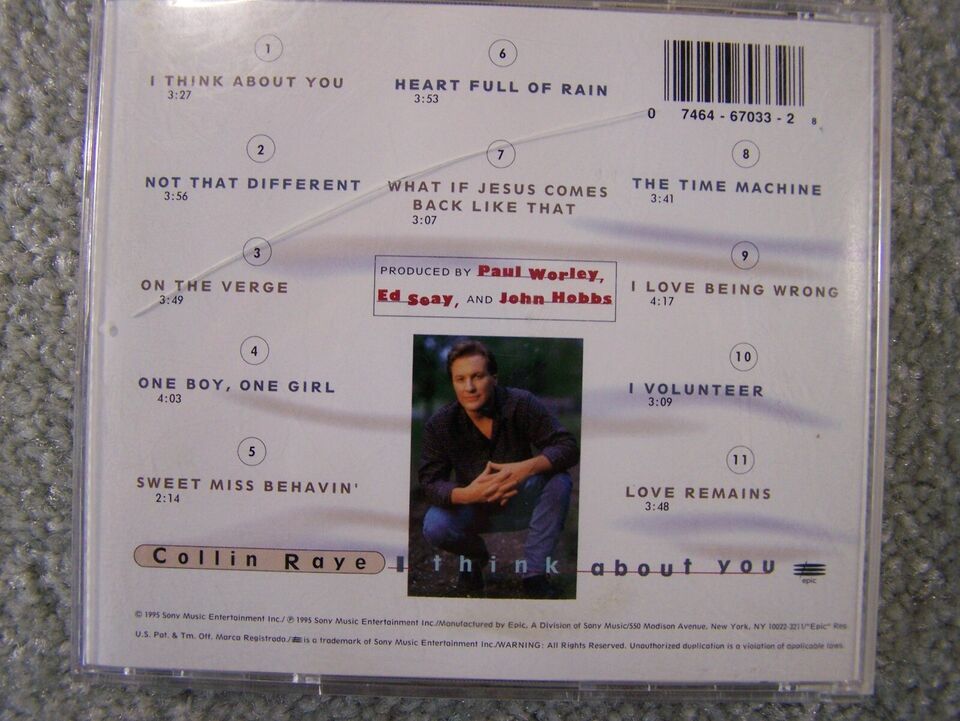 1
I THINK ABOUT YOU
3:27
2
NOT THAT DIFFERENT
3:56
3
ON THE VERGE
3:49
4
ONE BOY, ONE GIRL
4:03
5
SWEET MISS BEHAVIN'
2:14
6
HEART FULL OF RAIN
3:53
7
WHAT IF JESUS COMES
BACK LIKE THAT
3:07
0 7464-67033-2 8
8
THE TIME MACHINE
3:41
9
I LOVE BEING WRONG
4:17
10
I VOLUNTEER
3:09
11
LOVE REMAINS
3:48
PRODUCED BY Paul Worley,
Ed Seay, AND John Hobbs
Collin Raye I think about you
epic
© 1995 Sony Music Entertainment Inc./ ℗ 1995 Sony Music Entertainment Inc./Manufactured by Epic, A Division of Sony Music/550 Madison Avenue, New York, NY 10022-3211/"Epic" Reg
U.S. Pat. & Tm. Off. Marca Registrada./ is a trademark of Sony Music Entertainment Inc./WARNING: All Rights Reserved. Unauthorized duplication is a violation of applicable laws.